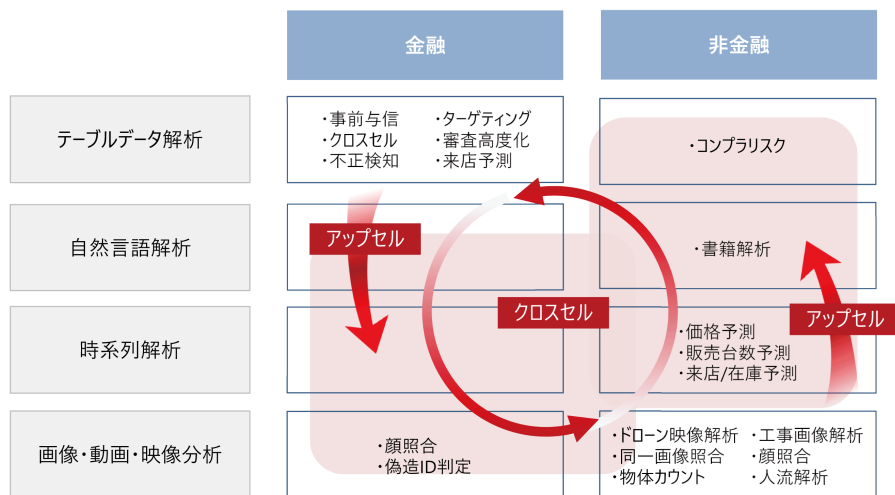 金融
非金融
テーブルデータ解析
・事前与信
・クロスセル
・不正検知
・ターゲティング
・審査高度化
・来店予測
・コンプラリスク
自然言語解析
アップセル
・書籍解析
時系列解析
クロスセル
・価格予測
・販売台数予測
・来店/在庫予測
アップセル
画像・動画・映像分析
・顔照合
・偽造ID判定
・ドローン映像解析
・同一画像照合
・物体カウント
・工事画像解析
・顔照合
・人流解析